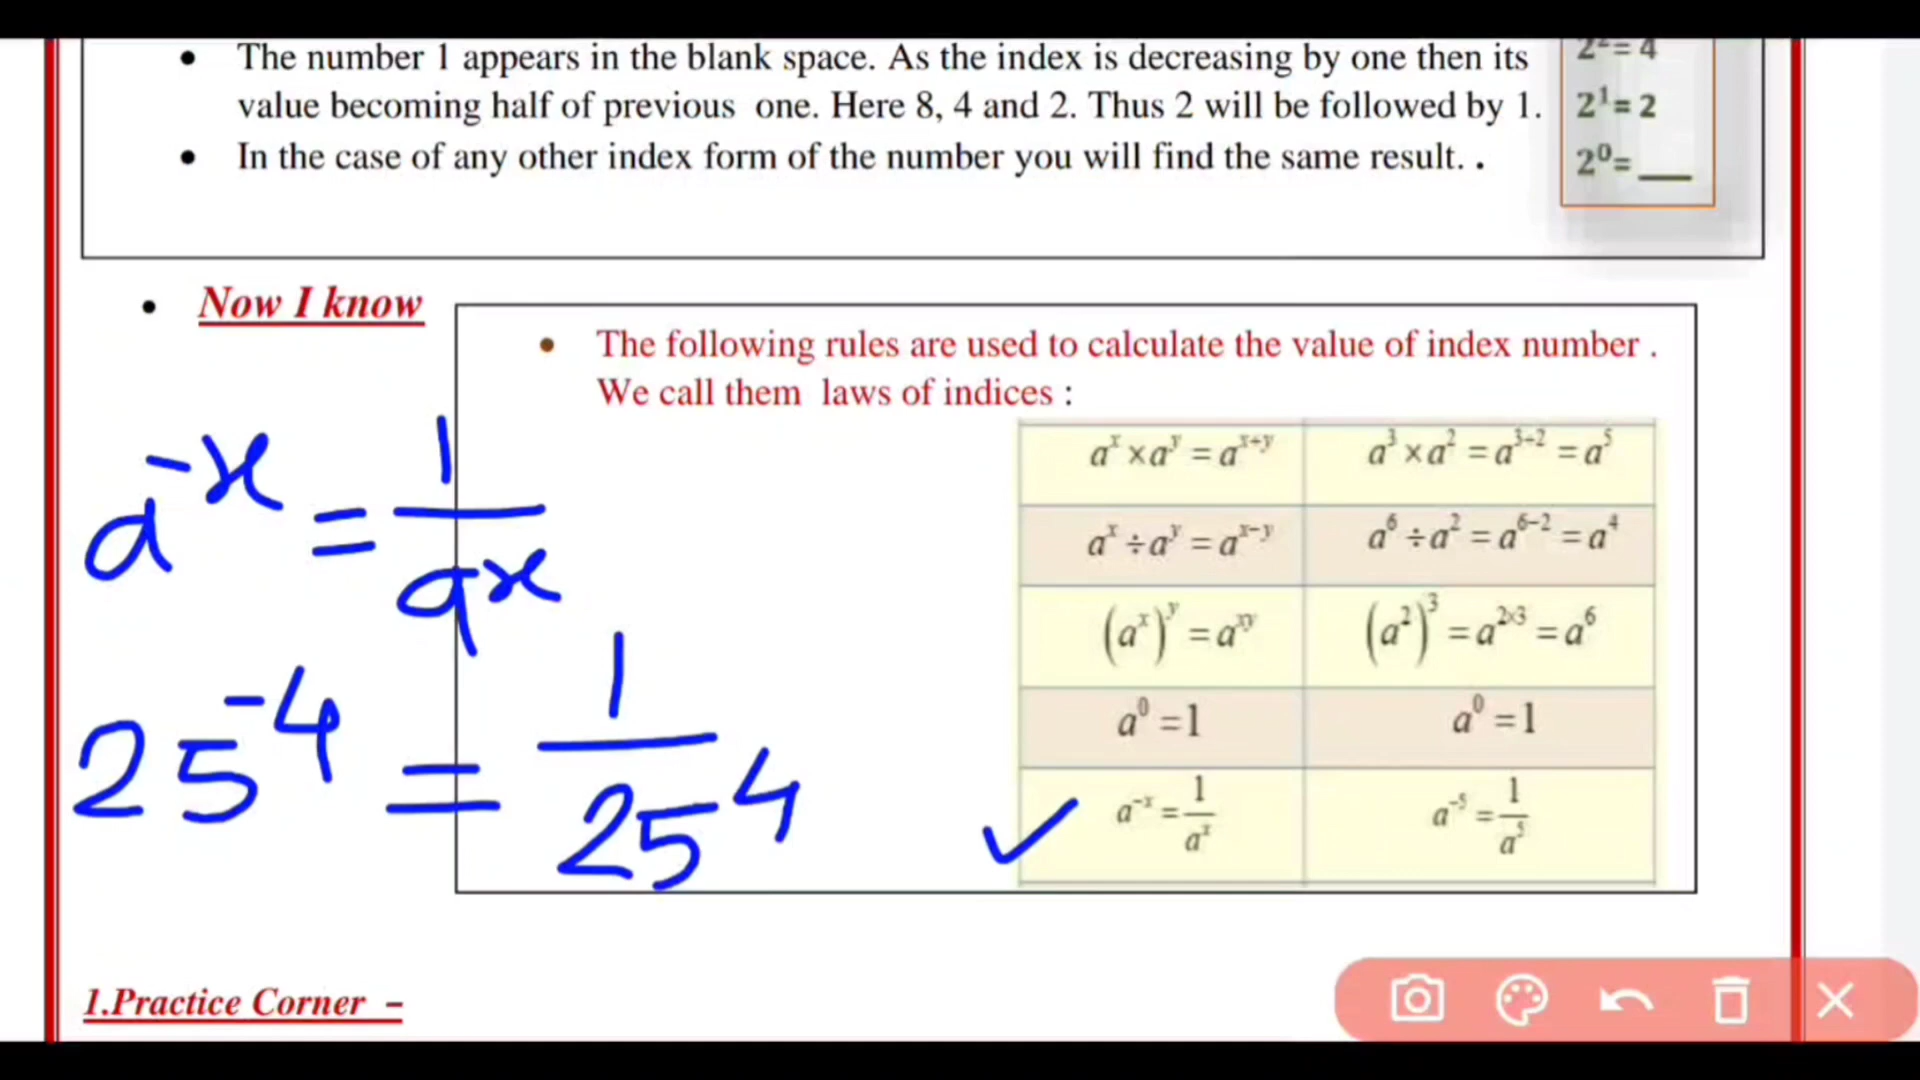 • The number 1 appears in the blank space. As the index is decreasing by one then its
value becoming half of previous one. Here 8, 4 and 2. Thus 2 will be followed by 1.
• In the case of any other index form of the number you will find the same result. .
2² = 4
2¹ = 2
2⁰ = __
• Now I know
• The following rules are used to calculate the value of index number .
We call them laws of indices :
aˣ × aʸ = aˣ⁺ʸ
a³ × a² = a³⁺² = a⁵
aˣ ÷ aʸ = aˣ⁻ʸ
a⁶ ÷ a² = a⁶⁻² = a⁴
(aˣ)ʸ = aˣʸ
(a²)³ = a²ˣ³ = a⁶
a⁰ = 1
a⁰ = 1
a⁻ˣ = 1/aˣ
a⁻⁵ = 1/a⁵
a⁻ˣ = 1/aˣ
25⁻⁴ = 1/25⁴
1.Practice Corner –